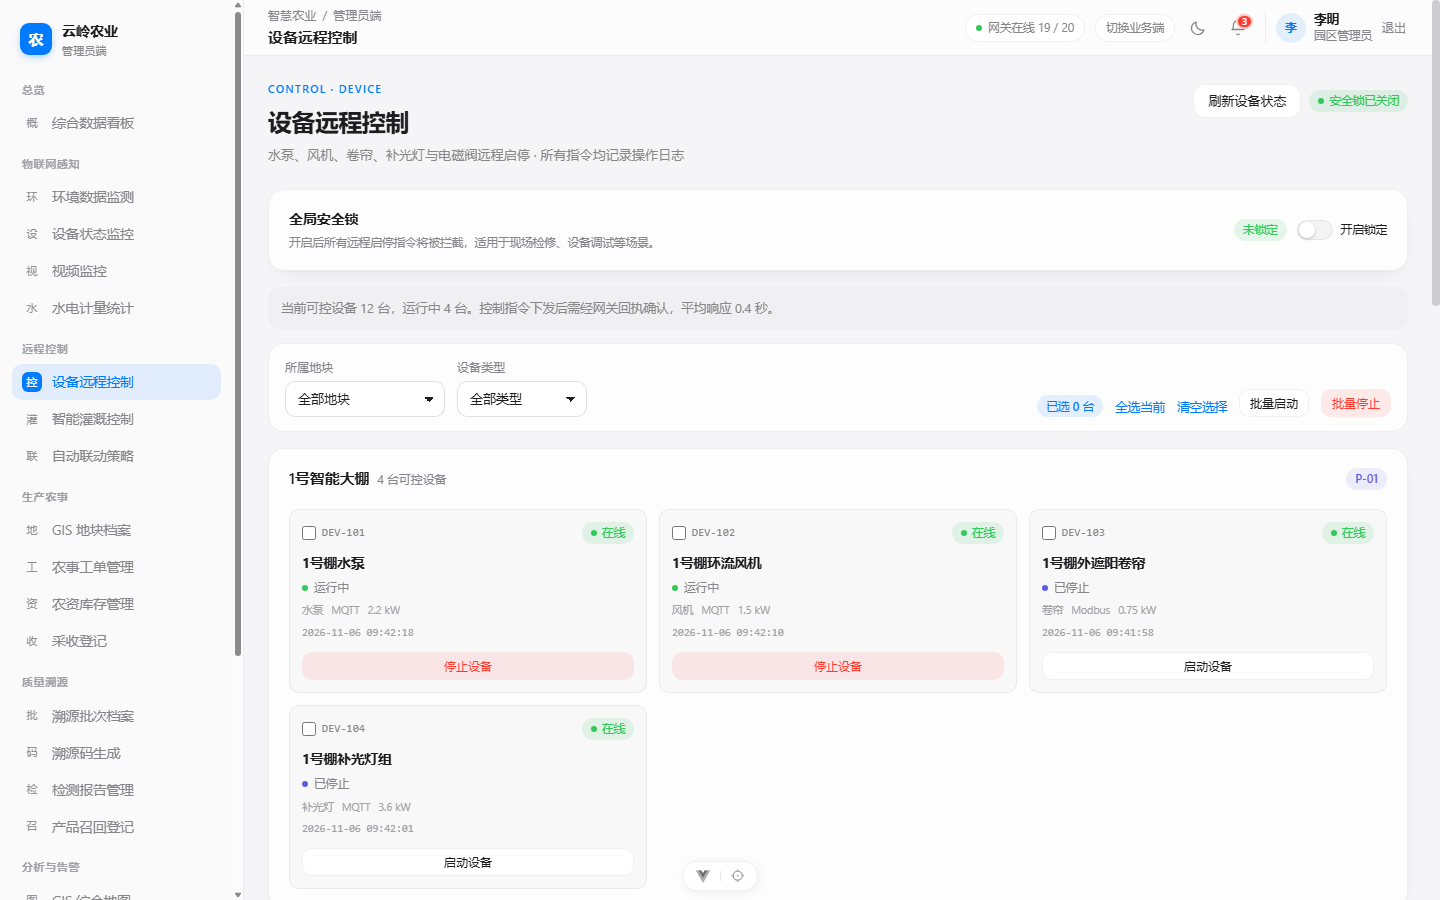 农
云岭农业
管理员端
总览
概 综合数据看板
物联网感知
环 环境数据监测
设 设备状态监控
视 视频监控
水 水电计量统计
远程控制
控 设备远程控制
灌 智能灌溉控制
联 自动联动策略
生产农事
地 GIS 地块档案
工 农事工单管理
资 农资库存管理
收 采收登记
质量溯源
批 溯源批次档案
码 溯源码生成
检 检测报告管理
召 产品召回登记
分析与告警
图 GIS 综合地图
智慧农业 / 管理员端
设备远程控制
网关在线 19 / 20
切换业务端
3
李
李明
园区管理员
退出
CONTROL · DEVICE
设备远程控制
水泵、风机、卷帘、补光灯与电磁阀远程启停 · 所有指令均记录操作日志
刷新设备状态
安全锁已关闭
全局安全锁
开启后所有远程启停指令将被拦截，适用于现场检修、设备调试等场景。
未锁定
开启锁定
当前可控设备 12 台，运行中 4 台。控制指令下发后需经网关回执确认，平均响应 0.4 秒。
所属地块
全部地块
设备类型
全部类型
已选 0 台
全选当前
清空选择
批量启动
批量停止
1号智能大棚 4 台可控设备
P-01
DEV-101
在线
1号棚水泵
运行中
水泵 MQTT 2.2 kW
2026-11-06 09:42:18
停止设备
DEV-102
在线
1号棚环流风机
运行中
风机 MQTT 1.5 kW
2026-11-06 09:42:10
停止设备
DEV-103
在线
1号棚外遮阳卷帘
已停止
卷帘 Modbus 0.75 kW
2026-11-06 09:41:58
启动设备
DEV-104
在线
1号棚补光灯组
已停止
补光灯 MQTT 3.6 kW
2026-11-06 09:42:01
启动设备